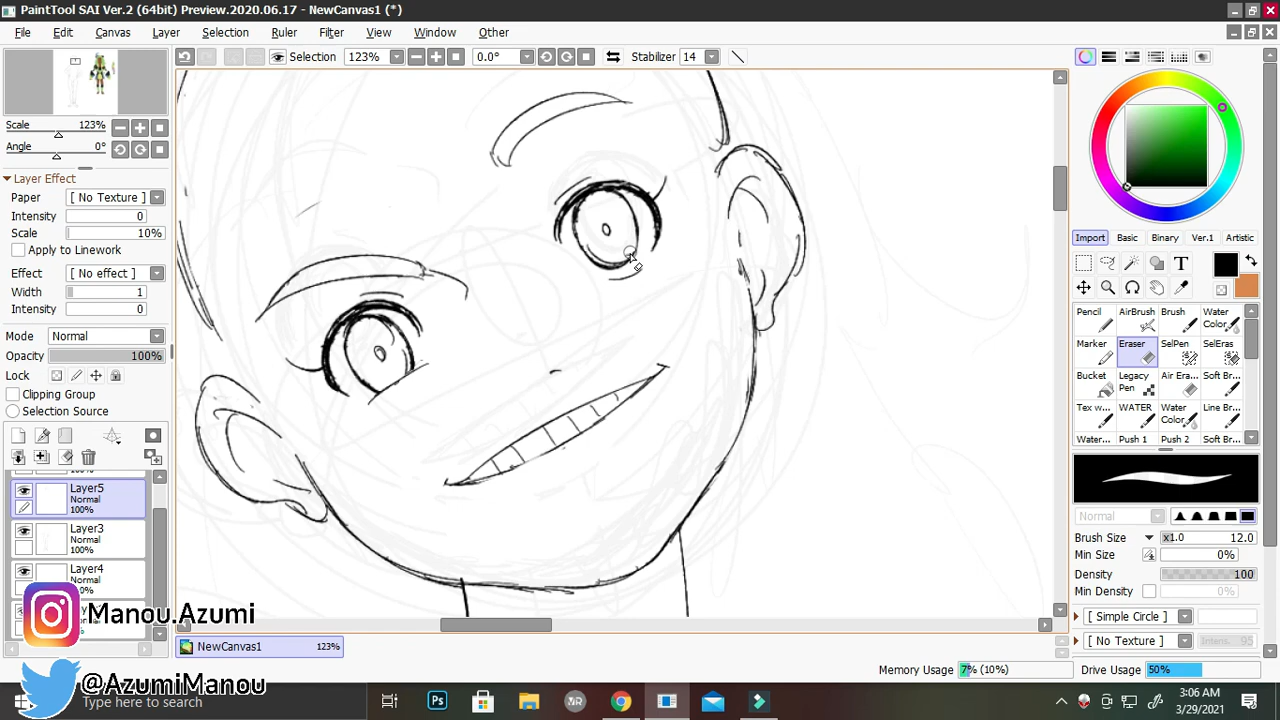 PaintTool SAI Ver.2 (64bit) Preview.2020.06.17 - NewCanvas1 (*)
File Edit Canvas Layer Selection Ruler Filter View Window Other
Selection 123% 0.0° Stabilizer 14
Scale 123%
Angle 0°
Layer Effect
Paper [ No Texture ]
Intensity 0
Scale 10%
Apply to Linework
Effect [ No effect ]
Width 1
Intensity 0
Mode Normal
Opacity 100%
Lock
Clipping Group
Selection Source
100%
Layer5
Normal
100%
Layer3
Normal
100%
Layer4
Normal
100%
Import Basic Binary Ver.1 Artistic
Pencil AirBrush Brush Water Color
Marker Eraser SelPen SelEras
Bucket Legacy Pen Air Era... Soft Br...
Tex w... WATER Water Color Line Br...
Water... Push 1 Push 2 Soft Br...
Normal
Brush Size x1.0 12.0
Min Size 0%
Density 100
Min Density 0%
[ Simple Circle ]
[ No Texture ] Intens. 95
Manou.Azumi
@AzumiManou
NewCanvas1 123%
Memory Usage 7% (10%) Drive Usage 50%
Type here to search
Ps
3:06 AM
3/29/2021